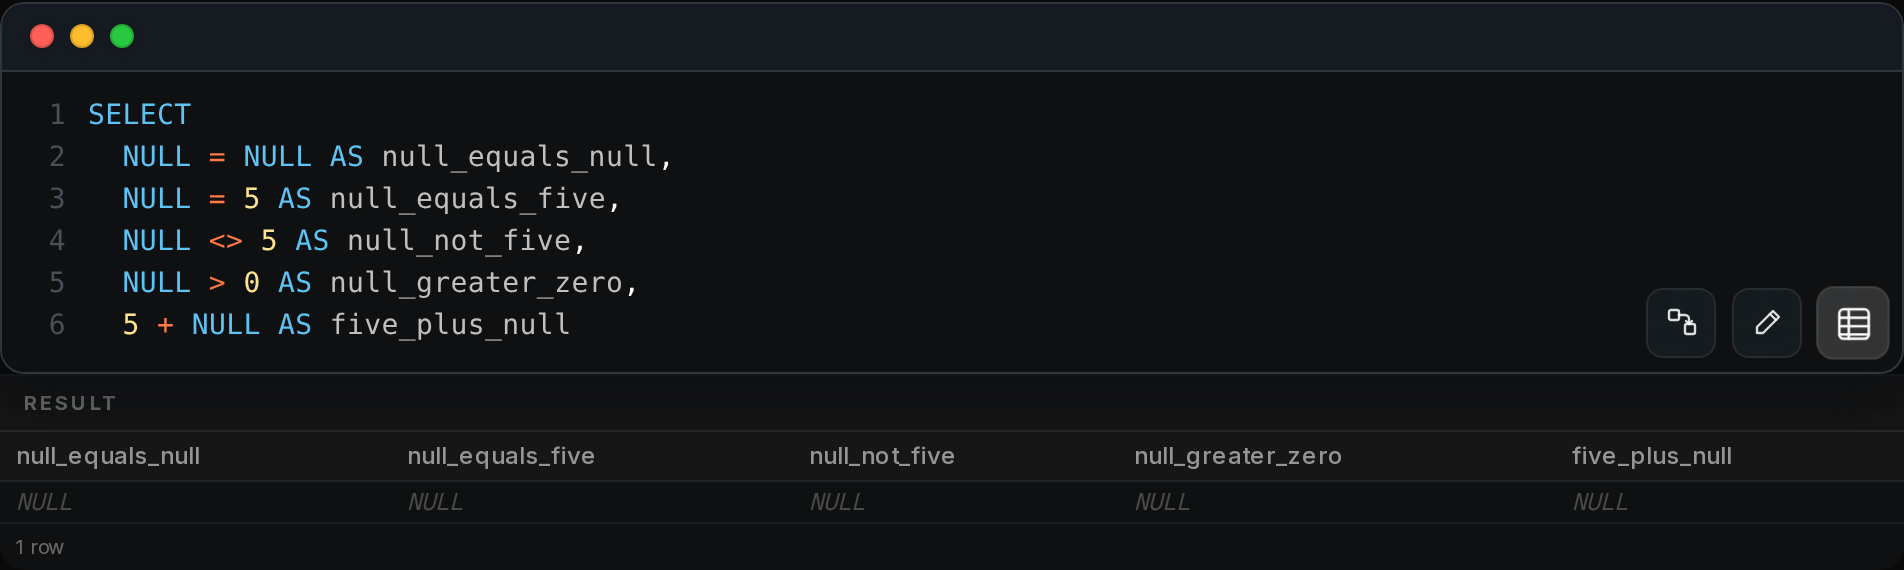 1 SELECT
2 NULL = NULL AS null_equals_null,
3 NULL = 5 AS null_equals_five,
4 NULL <> 5 AS null_not_five,
5 NULL > 0 AS null_greater_zero,
6 5 + NULL AS five_plus_null
RESULT
null_equals_null null_equals_five null_not_five null_greater_zero five_plus_null
NULL NULL NULL NULL NULL
1 row